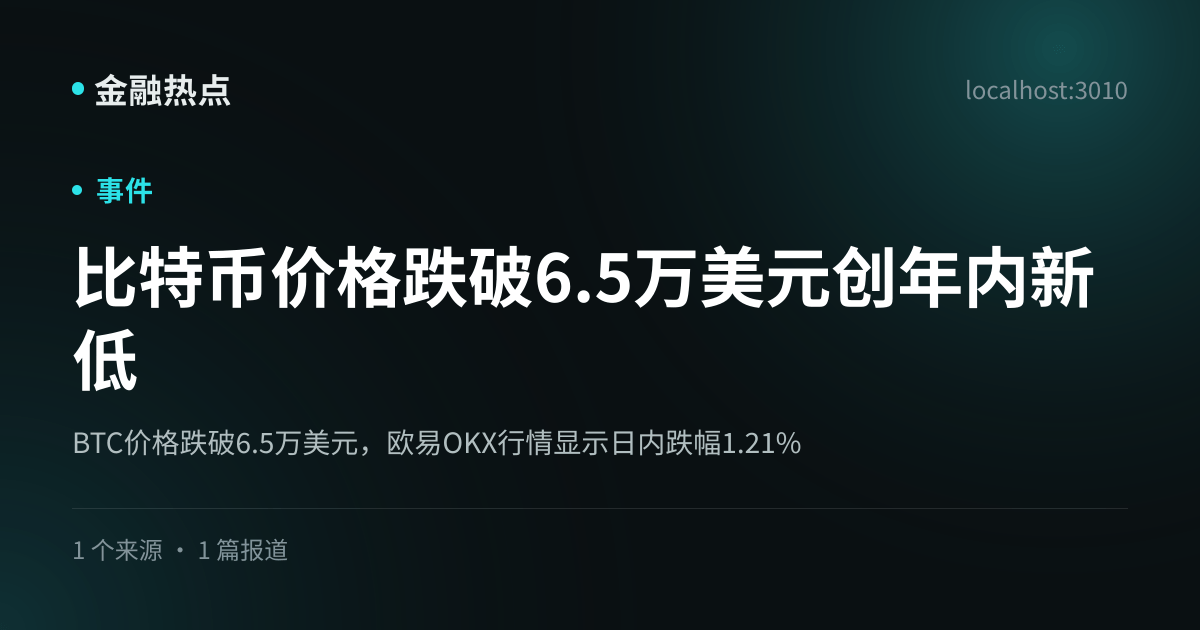 金融热点
localhost:3010
事件
比特币价格跌破6.5万美元创年内新
低
BTC价格跌破6.5万美元，欧易OKX行情显示日内跌幅1.21%
1 个来源 · 1 篇报道